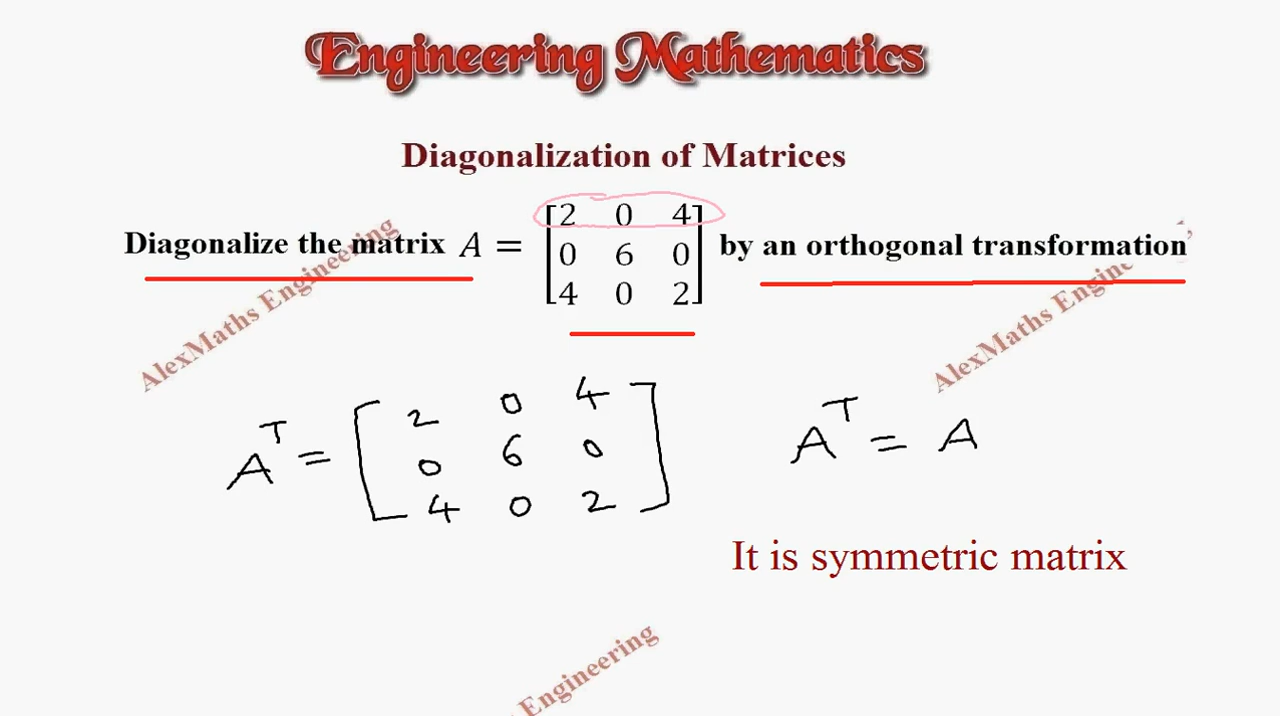 Engineering Mathematics
Diagonalization of Matrices
Diagonalize the matrix A = [2 0 4; 0 6 0; 4 0 2] by an orthogonal transformation
AlexMaths Engineering
AlexMaths Engine
A^T = [2 0 4; 0 6 0; 4 0 2]
A^T = A
It is symmetric matrix
Engineering